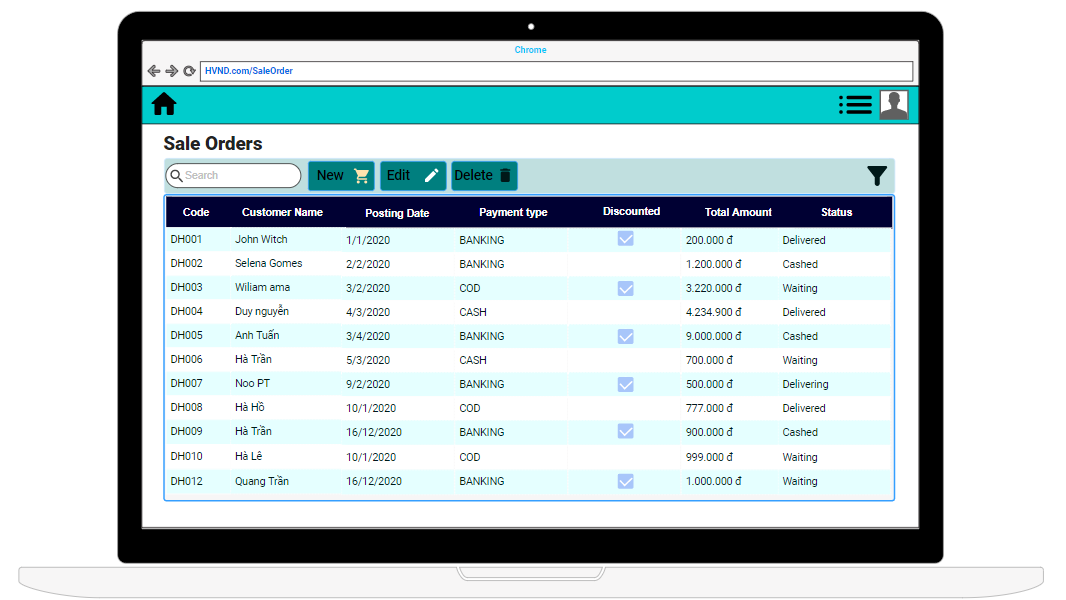 Chrome
HVND.com/SaleOrder
Sale Orders
Search New Edit Delete
Code Customer Name Posting Date Payment type Discounted Total Amount Status
DH001 John Witch 1/1/2020 BANKING 200.000 đ Delivered
DH002 Selena Gomes 2/2/2020 BANKING 1.200.000 đ Cashed
DH003 Wiliam ama 3/2/2020 COD 3.220.000 đ Waiting
DH004 Duy nguyễn 4/3/2020 CASH 4.234.900 đ Delivered
DH005 Anh Tuấn 3/4/2020 BANKING 9.000.000 đ Cashed
DH006 Hà Trần 5/3/2020 CASH 700.000 đ Waiting
DH007 Noo PT 9/2/2020 BANKING 500.000 đ Delivering
DH008 Hà Hồ 10/1/2020 COD 777.000 đ Delivered
DH009 Hà Trần 16/12/2020 BANKING 900.000 đ Cashed
DH010 Hà Lê 10/1/2020 COD 999.000 đ Waiting
DH012 Quang Trần 16/12/2020 BANKING 1.000.000 đ Waiting